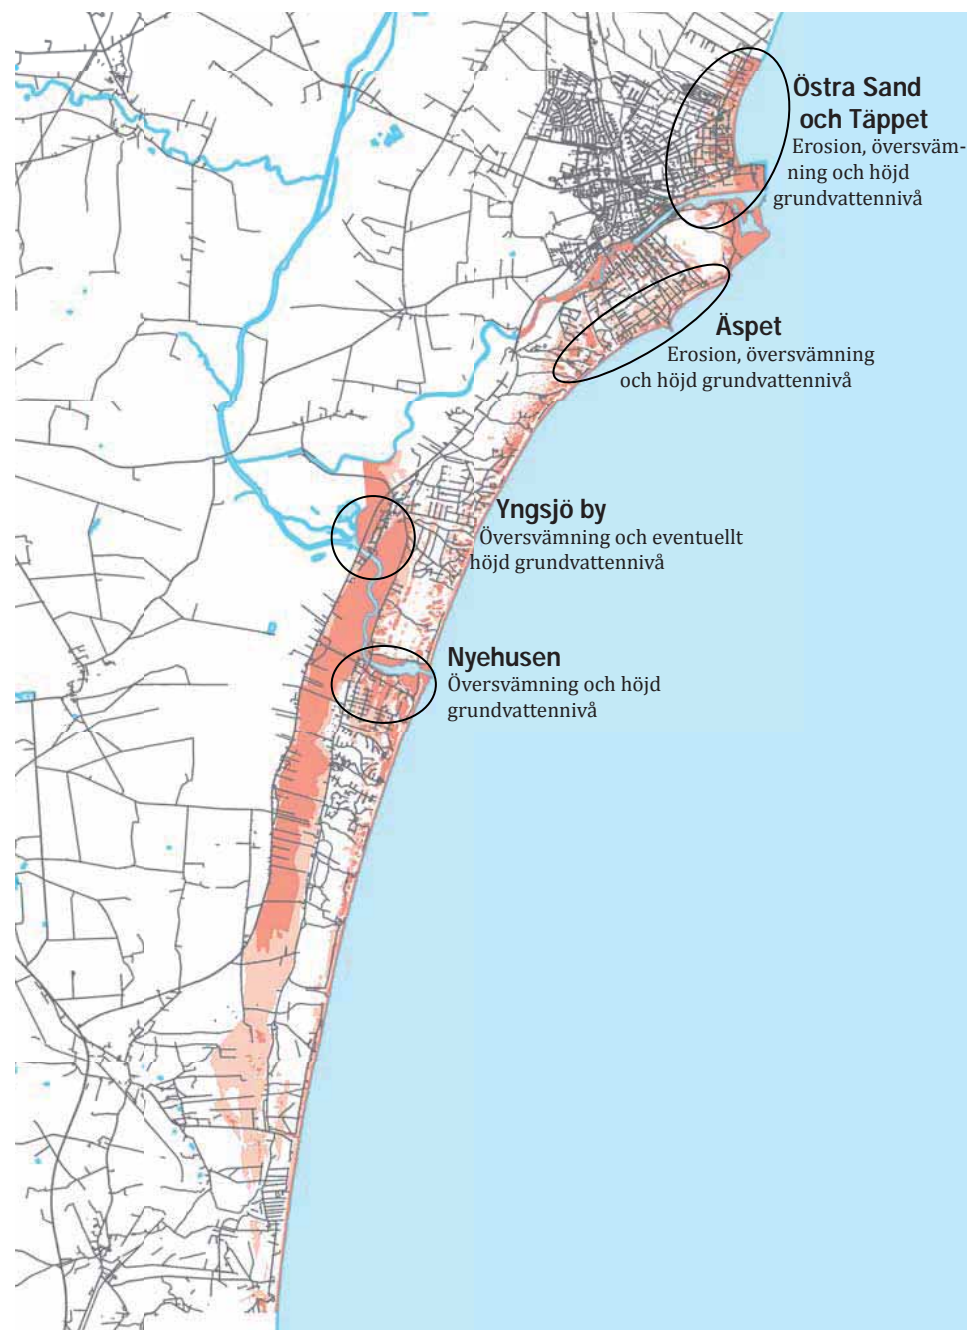 Östra Sand
och Täppet
Erosion, översväm-
ning och höjd
grundvattennivå
Äspet
Erosion, översvämning
och höjd grundvattennivå
Yngsjö by
Översvämning och eventuellt
höjd grundvattennivå
Nyehusen
Översvämning och höjd
grundvattennivå